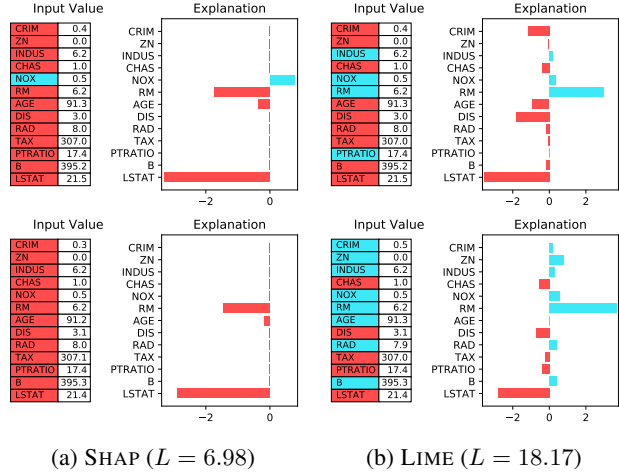 Input Value Explanation Input Value Explanation
CRIM 0.4 CRIM CRIM 0.4 CRIM
ZN 0.0 ZN ZN 0.0 ZN
INDUS 6.2 INDUS INDUS 6.2 INDUS
CHAS 1.0 CHAS CHAS 1.0 CHAS
NOX 0.5 NOX NOX 0.5 NOX
RM 6.2 RM RM 6.2 RM
AGE 91.3 AGE AGE 91.3 AGE
DIS 3.0 DIS DIS 3.0 DIS
RAD 8.0 RAD RAD 8.0 RAD
TAX 307.0 TAX TAX 307.0 TAX
PTRATIO 17.4 PTRATIO PTRATIO 17.4 PTRATIO
B 395.2 B B 395.2 B
LSTAT 21.5 LSTAT LSTAT 21.5 LSTAT
−2 0 −2 0 2
Input Value Explanation Input Value Explanation
CRIM 0.3 CRIM CRIM 0.5 CRIM
ZN 0.0 ZN ZN 0.0 ZN
INDUS 6.2 INDUS INDUS 6.2 INDUS
CHAS 1.0 CHAS CHAS 1.0 CHAS
NOX 0.5 NOX NOX 0.5 NOX
RM 6.2 RM RM 6.2 RM
AGE 91.2 AGE AGE 91.3 AGE
DIS 3.1 DIS DIS 3.1 DIS
RAD 8.0 RAD RAD 7.9 RAD
TAX 307.1 TAX TAX 307.0 TAX
PTRATIO 17.4 PTRATIO PTRATIO 17.4 PTRATIO
B 395.3 B B 395.3 B
LSTAT 21.4 LSTAT LSTAT 21.4 LSTAT
−2 0 −2 0 2
(a) SHAP (L = 6.98) (b) LIME (L = 18.17)